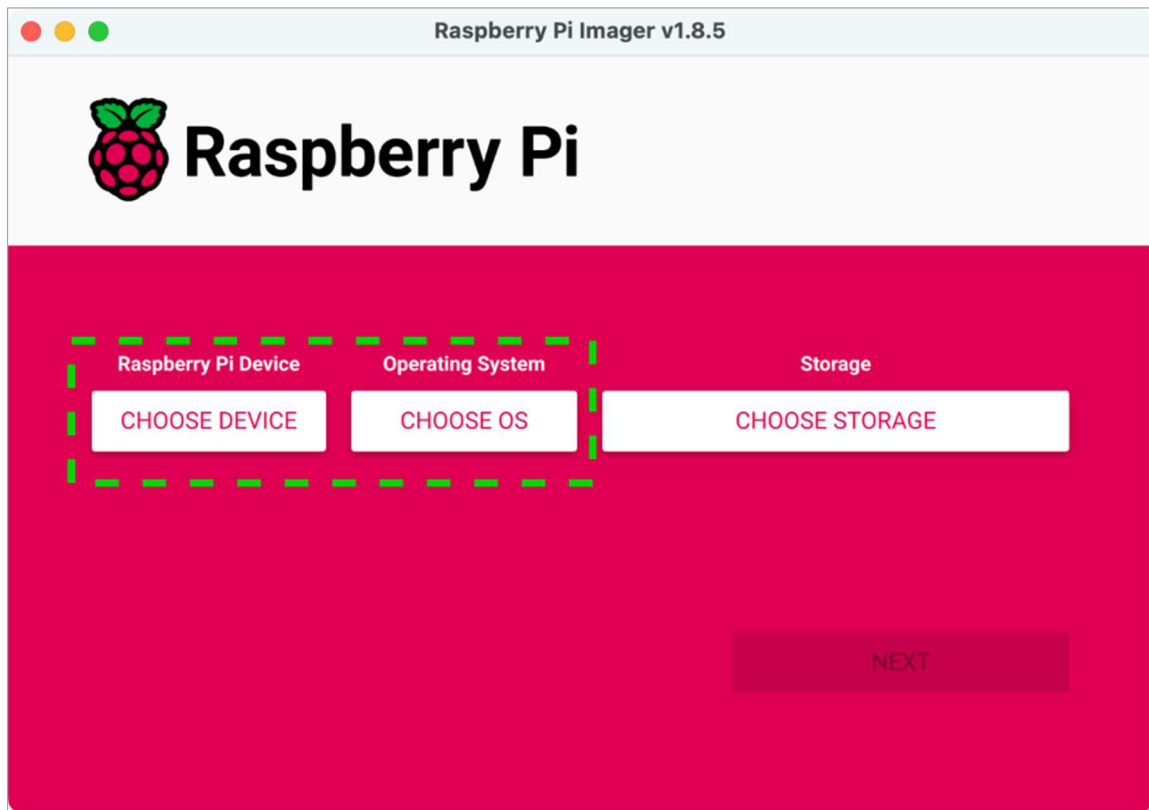 Raspberry Pi Imager v1.8.5
Raspberry Pi
Raspberry Pi Device Operating System Storage
CHOOSE DEVICE CHOOSE OS CHOOSE STORAGE
NEXT